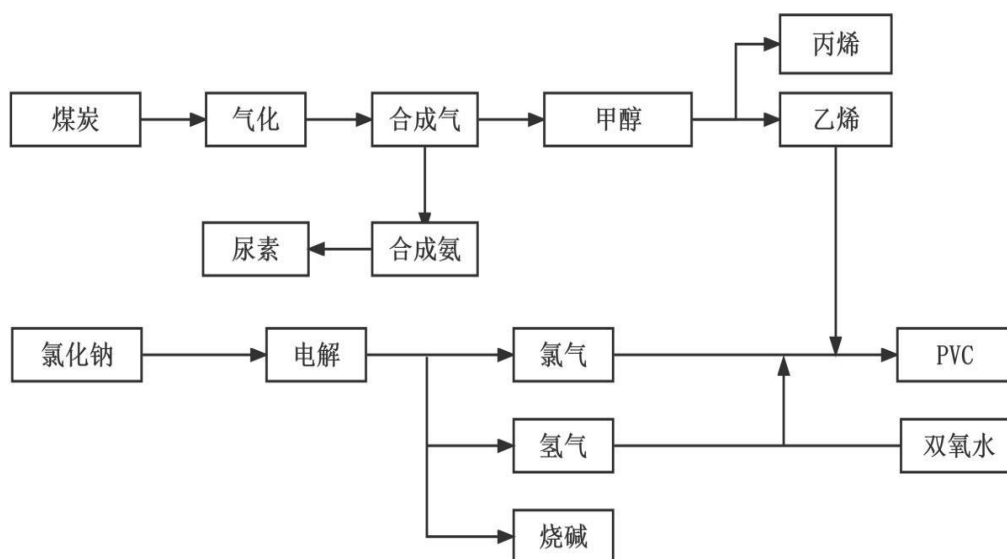 丙烯
煤炭
气化
合成气
甲醇
乙烯
尿素
合成氨
氯化钠
电解
氯气
PVC
氢气
双氧水
烧碱